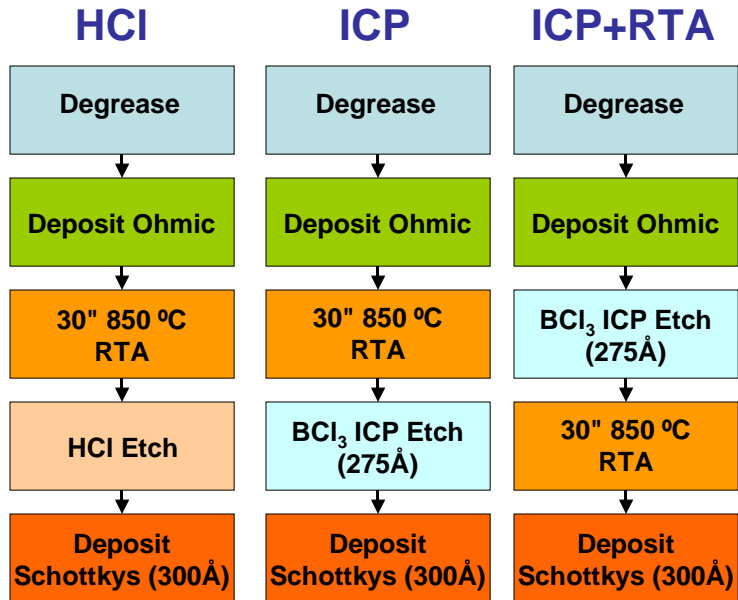 HCl
Degrease
Deposit Ohmic
30" 850 ºC
RTA
HCl Etch
Deposit
Schottkys (300Å)
ICP
Degrease
Deposit Ohmic
30" 850 ºC
RTA
BCl₃ ICP Etch
(275Å)
Deposit
Schottkys (300Å)
ICP+RTA
Degrease
Deposit Ohmic
BCl₃ ICP Etch
(275Å)
30" 850 ºC
RTA
Deposit
Schottkys (300Å)